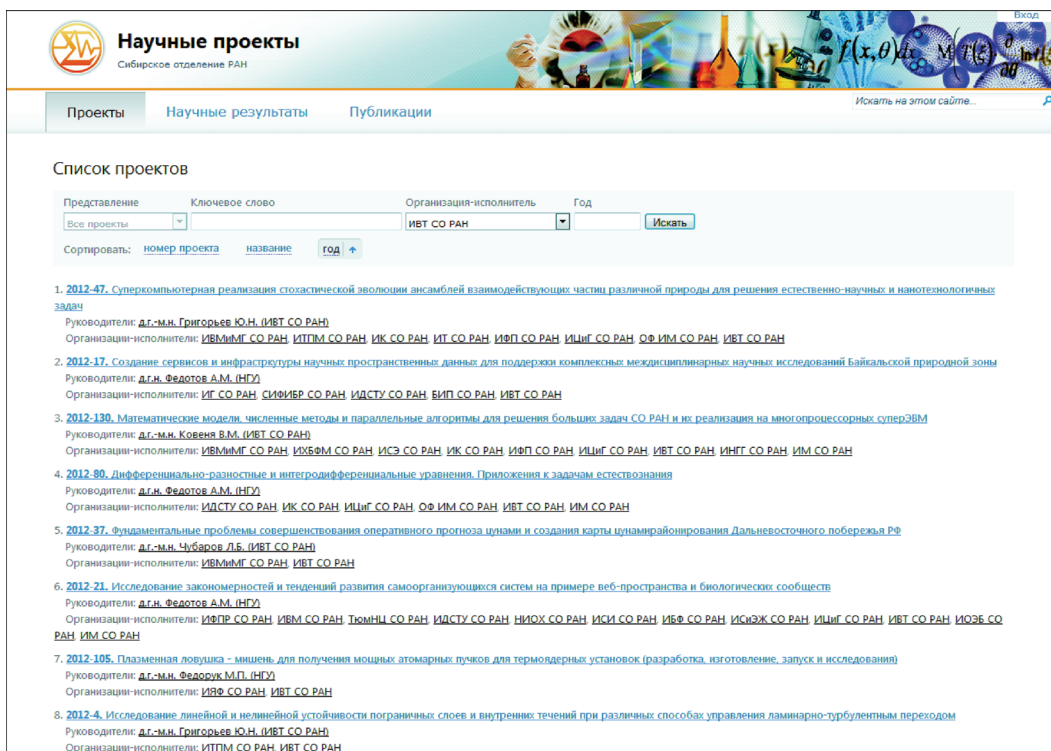 Вход
Научные проекты
Сибирское отделение РАН
f(x,θ)dx M(T(ξ) ∂/∂θ
Искать на этом сайте...
Проекты Научные результаты Публикации
Список проектов
Представление Ключевое слово Организация-исполнитель Год
Все проекты ИВТ СО РАН Искать
Сортировать: номер проекта название год
1. 2012-47. Суперкомпьютерная реализация стохастической эволюции ансамблей взаимодействующих частиц различной природы для решения естественно-научных и нанотехнологичных
задач
Руководители: д.г.-м.н. Григорьев Ю.Н. (ИВТ СО РАН)
Организации-исполнители: ИВМиМГ СО РАН, ИТПМ СО РАН, ИК СО РАН, ИТ СО РАН, ИФП СО РАН, ИЦиГ СО РАН, ОФ ИМ СО РАН, ИВТ СО РАН
2. 2012-17. Создание сервисов и инфрастркутуры научных пространственных данных для поддержки комплексных междисциплинарных научных исследований Байкальской природной зоны
Руководители: д.г.н. Федотов А.М. (НГУ)
Организации-исполнители: ИГ СО РАН, СИФИБР СО РАН, ИДСТУ СО РАН, БИП СО РАН, ИВТ СО РАН
3. 2012-130. Математические модели, численные методы и параллельные алгоритмы для решения больших задач СО РАН и их реализация на многопроцессорных суперЭВМ
Руководители: д.г.-м.н. Ковеня В.М. (ИВТ СО РАН)
Организации-исполнители: ИВМиМГ СО РАН, ИХБФМ СО РАН, ИСЭ СО РАН, ИК СО РАН, ИФП СО РАН, ИЦиГ СО РАН, ИВТ СО РАН, ИНГГ СО РАН, ИМ СО РАН
4. 2012-80. Дифференциально-разностные и интегродифференциальные уравнения. Приложения к задачам естествознания
Руководители: д.г.н. Федотов А.М. (НГУ)
Организации-исполнители: ИДСТУ СО РАН, ИК СО РАН, ИЦиГ СО РАН, ОФ ИМ СО РАН, ИВТ СО РАН, ИМ СО РАН
5. 2012-37. Фундаментальные проблемы совершенствования оперативного прогноза цунами и создания карты цунамирайонирования Дальневосточного побережья РФ
Руководители: д.г.-м.н. Чубаров Л.Б. (ИВТ СО РАН)
Организации-исполнители: ИВМиМГ СО РАН, ИВТ СО РАН
6. 2012-21. Исследование закономерностей и тенденций развития самоорганизующихся систем на примере веб-пространства и биологических сообществ
Руководители: д.г.н. Федотов А.М. (НГУ)
Организации-исполнители: ИФПР СО РАН, ИВМ СО РАН, ТюмНЦ СО РАН, ИДСТУ СО РАН, НИОХ СО РАН, ИСИ СО РАН, ИБФ СО РАН, ИСиЭЖ СО РАН, ИЦиГ СО РАН, ИВТ СО РАН, ИОЭБ СО
РАН, ИМ СО РАН
7. 2012-105. Плазменная ловушка - мишень для получения мощных атомарных пучков для термоядерных установок (разработка, изготовление, запуск и исследования)
Руководители: д.г.-м.н. Федорук М.П. (НГУ)
Организации-исполнители: ИЯФ СО РАН, ИВТ СО РАН
8. 2012-4. Исследование линейной и нелинейной устойчивости пограничных слоев и внутренних течений при различных способах управления ламинарно-турбулентным переходом
Руководители: д.г.-м.н. Григорьев Ю.Н. (ИВТ СО РАН)
Организации-исполнители: ИТПМ СО РАН, ИВТ СО РАН